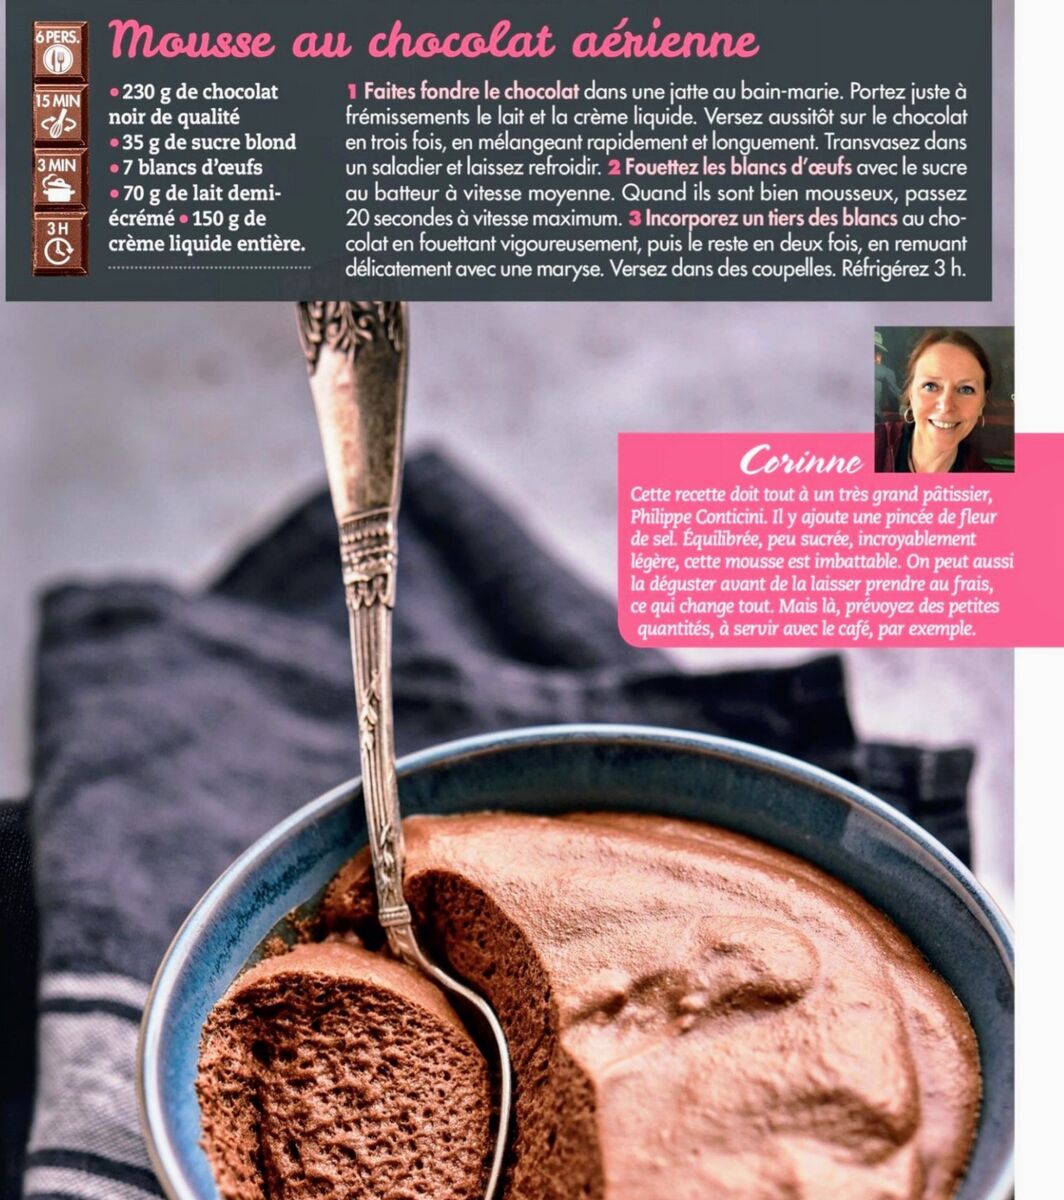 Mousse au chocolat aérienne
6 PERS.
15 MIN
3 MIN
3 H
• 230 g de chocolat
noir de qualité
• 35 g de sucre blond
• 7 blancs d’œufs
• 70 g de lait demi-
écrémé • 150 g de
crème liquide entière.
1 Faites fondre le chocolat dans une jatte au bain-marie. Portez juste à
frémissements le lait et la crème liquide. Versez aussitôt sur le chocolat
en trois fois, en mélangeant rapidement et longuement. Transvasez dans
un saladier et laissez refroidir. 2 Fouettez les blancs d’œufs avec le sucre
au batteur à vitesse moyenne. Quand ils sont bien mousseux, passez
20 secondes à vitesse maximum. 3 Incorporez un tiers des blancs au cho-
colat en fouettant vigoureusement, puis le reste en deux fois, en remuant
délicatement avec une maryse. Versez dans des coupelles. Réfrigérez 3 h.
Corinne
Cette recette doit tout à un très grand pâtissier,
Philippe Conticini. Il y ajoute une pincée de fleur
de sel. Équilibrée, peu sucrée, incroyablement
légère, cette mousse est imbattable. On peut aussi
la déguster avant de la laisser prendre au frais,
ce qui change tout. Mais là, prévoyez des petites
quantités, à servir avec le café, par exemple.